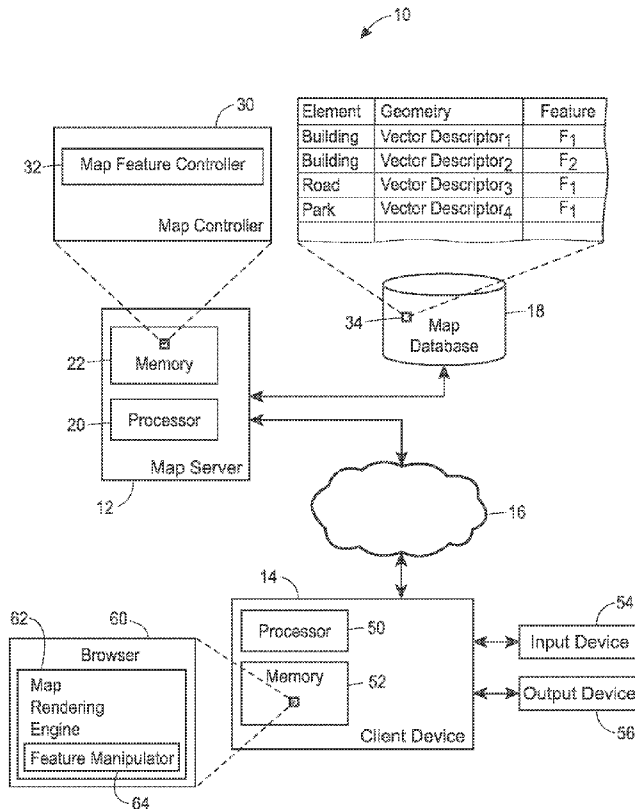 10
30
32
Map Feature Controller
Map Controller
Element Geometry Feature
Building Vector Descriptor1 F1
Building Vector Descriptor2 F2
Road Vector Descriptor3 F1
Park Vector Descriptor4 F1
34
Map
Database
18
22
Memory
20
Processor
Map Server
12
16
14
Processor
50
Memory
52
Client Device
54
Input Device
Output Device
56
60
62
Browser
Map
Rendering
Engine
Feature Manipulator
64